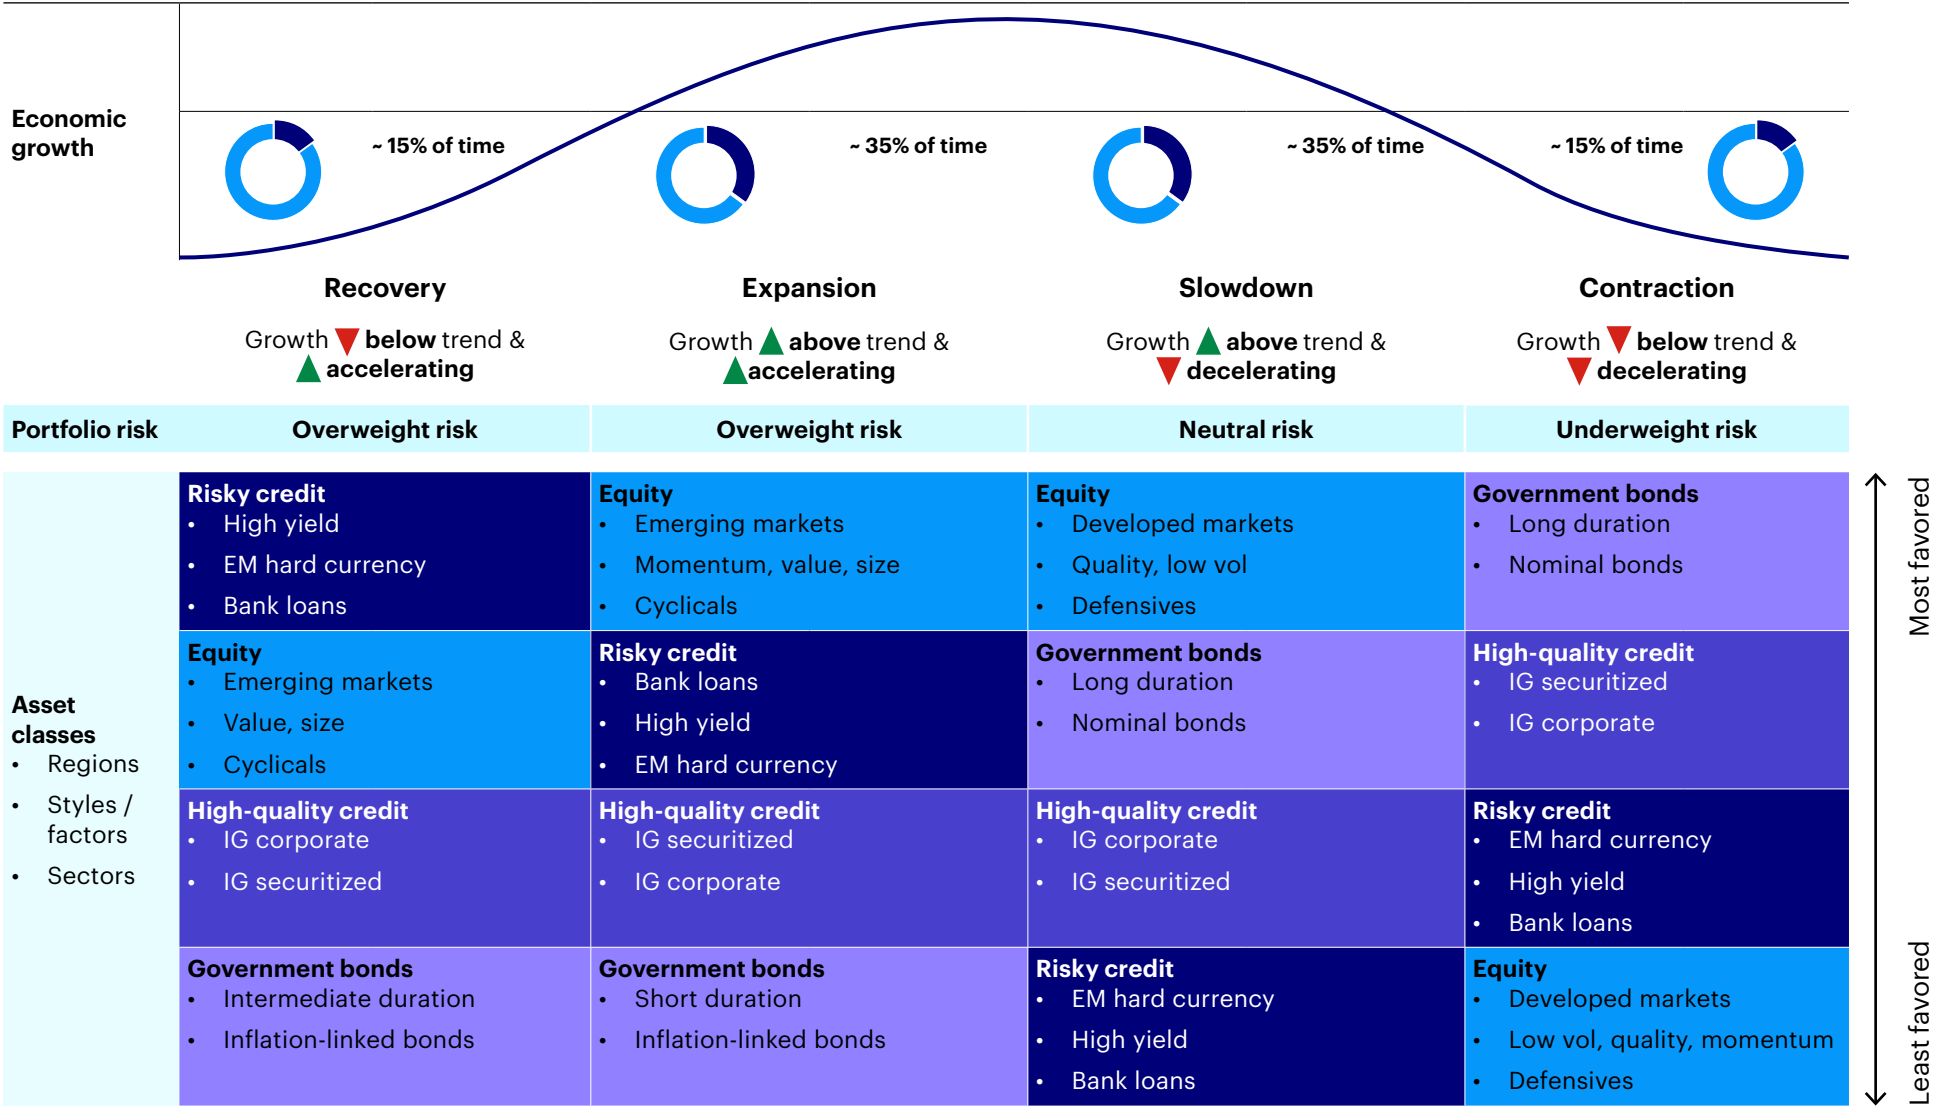 Economic
growth
~ 15% of time
~ 35% of time
~ 35% of time
~ 15% of time
Recovery
Growth ▼ below trend &
▲ accelerating
Expansion
Growth ▲ above trend &
▲ accelerating
Slowdown
Growth ▲ above trend &
▼ decelerating
Contraction
Growth ▼ below trend &
▼ decelerating
Portfolio risk
Overweight risk
Overweight risk
Neutral risk
Underweight risk
Asset
classes
• Regions
• Styles /
factors
• Sectors
Risky credit
• High yield
• EM hard currency
• Bank loans
Equity
• Emerging markets
• Momentum, value, size
• Cyclicals
Equity
• Developed markets
• Quality, low vol
• Defensives
Government bonds
• Long duration
• Nominal bonds
Equity
• Emerging markets
• Value, size
• Cyclicals
Risky credit
• Bank loans
• High yield
• EM hard currency
Government bonds
• Long duration
• Nominal bonds
High-quality credit
• IG securitized
• IG corporate
High-quality credit
• IG corporate
• IG securitized
High-quality credit
• IG securitized
• IG corporate
High-quality credit
• IG corporate
• IG securitized
Risky credit
• EM hard currency
• High yield
• Bank loans
Government bonds
• Intermediate duration
• Inflation-linked bonds
Government bonds
• Short duration
• Inflation-linked bonds
Risky credit
• EM hard currency
• High yield
• Bank loans
Equity
• Developed markets
• Low vol, quality, momentum
• Defensives
Most favored
Least favored